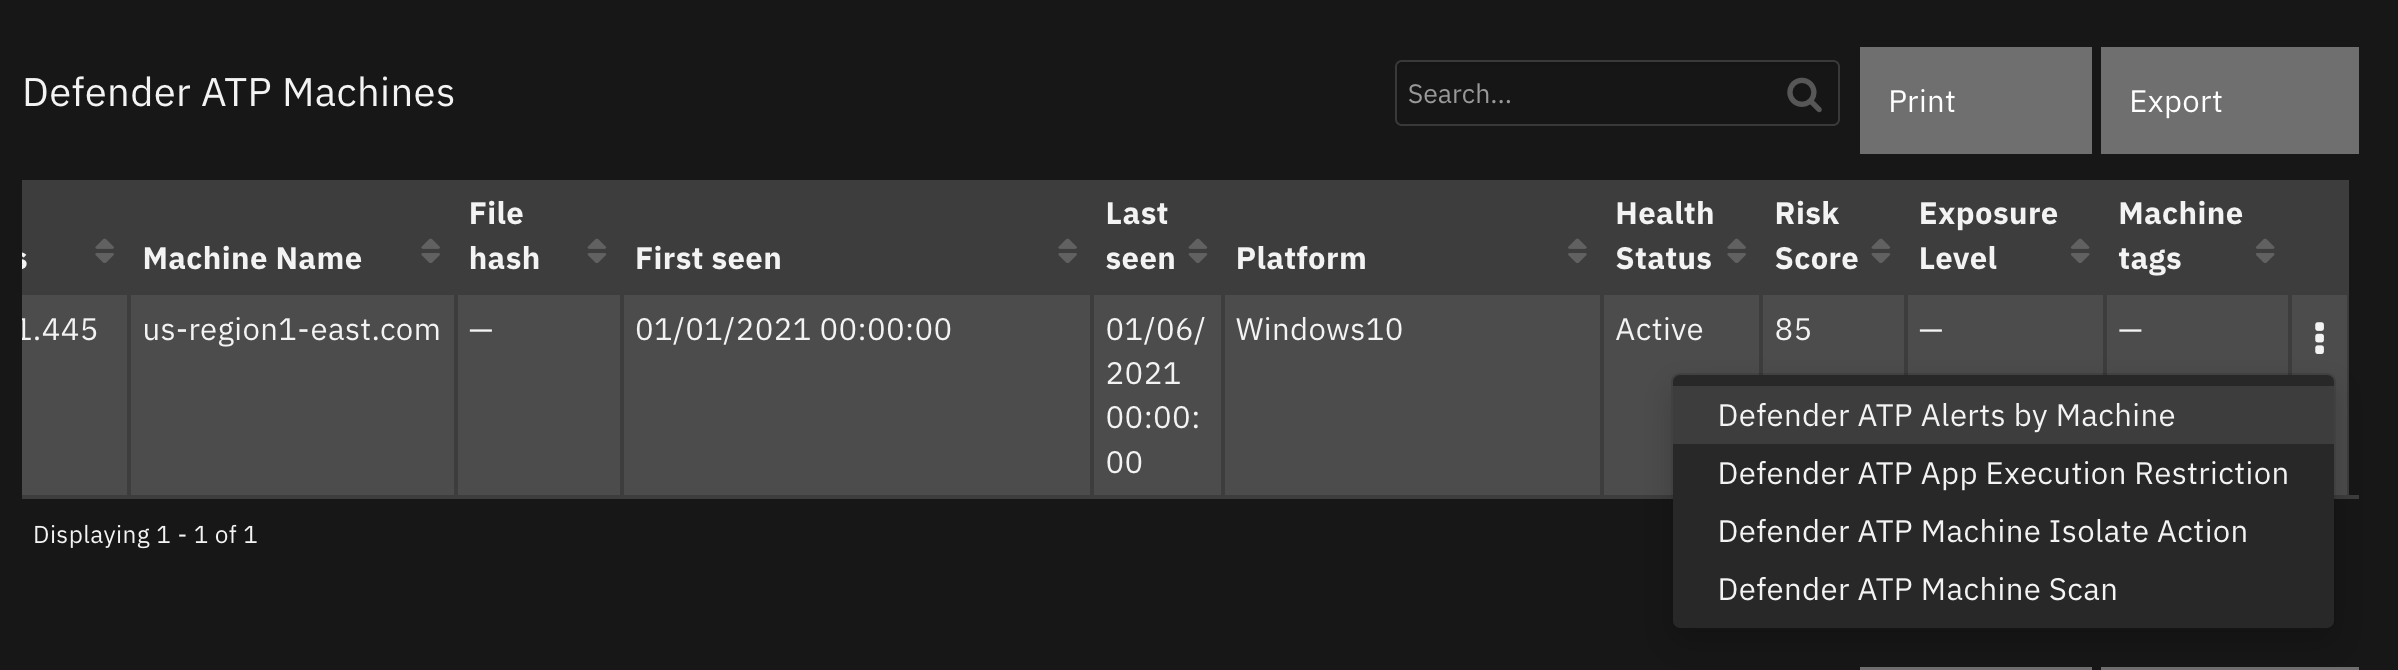 Defender ATP Machines
Search...
Print
Export
s
Machine Name
File
hash
First seen
Last
seen
Platform
Health
Status
Risk
Score
Exposure
Level
Machine
tags
1.445
us-region1-east.com
—
01/01/2021 00:00:00
01/06/
2021
00:00:
00
Windows10
Active
85
—
—
Defender ATP Alerts by Machine
Defender ATP App Execution Restriction
Defender ATP Machine Isolate Action
Defender ATP Machine Scan
Displaying 1 - 1 of 1